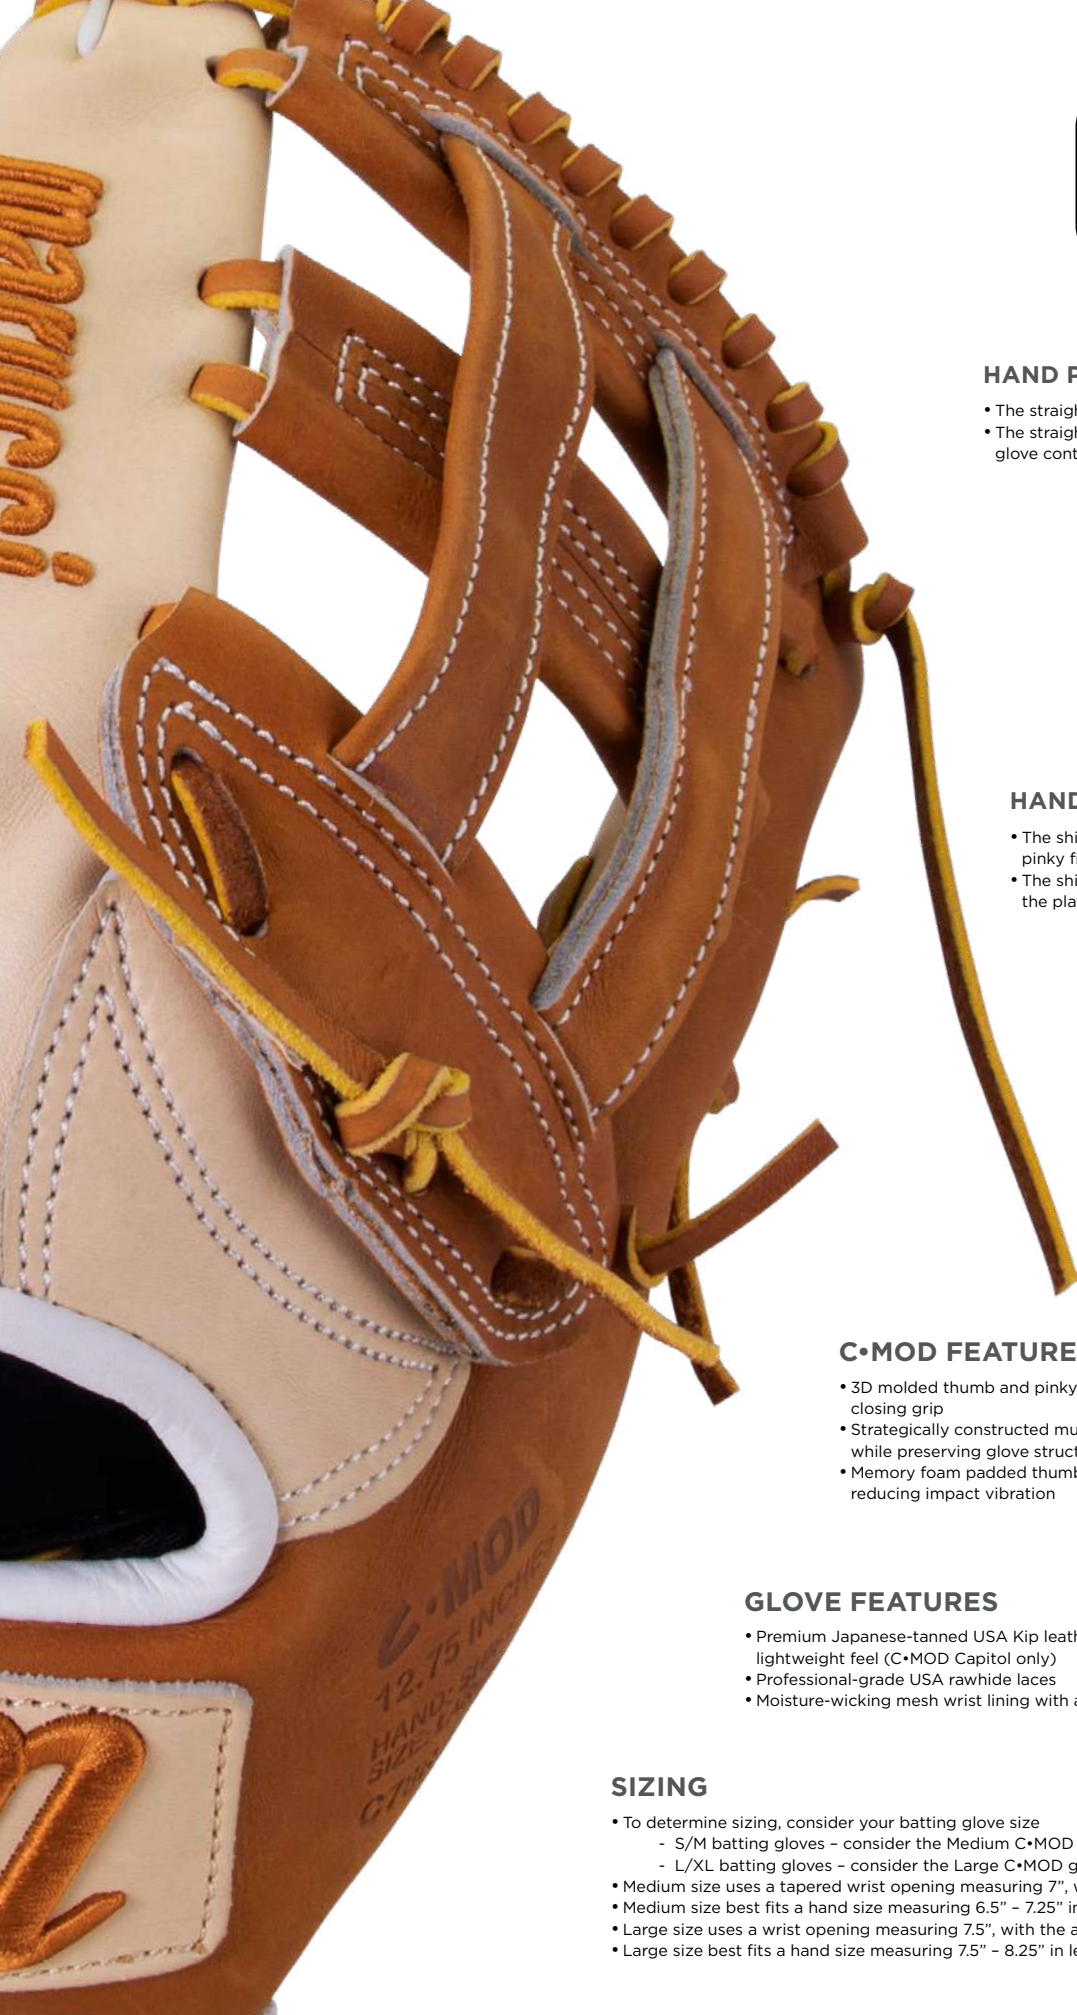 marucci
HAND
• The straigh
• The straigh
glove cont
HAND
• The shi
pinky f
• The shi
the pla
C•MOD FEATURE
• 3D molded thumb and pinky
closing grip
• Strategically constructed mu
while preserving glove struct
• Memory foam padded thumb
reducing impact vibration
C•MOD
12.75 INCHES
HAND:
SIZE:
GLOVE FEATURES
• Premium Japanese-tanned USA Kip leath
lightweight feel (C•MOD Capitol only)
• Professional-grade USA rawhide laces
• Moisture-wicking mesh wrist lining with a
m
SIZING
• To determine sizing, consider your batting glove size
- S/M batting gloves – consider the Medium C•MOD
- L/XL batting gloves – consider the Large C•MOD g
• Medium size uses a tapered wrist opening measuring 7”, w
• Medium size best fits a hand size measuring 6.5” – 7.25” in
• Large size uses a wrist opening measuring 7.5”, with the a
• Large size best fits a hand size measuring 7.5” – 8.25” in le